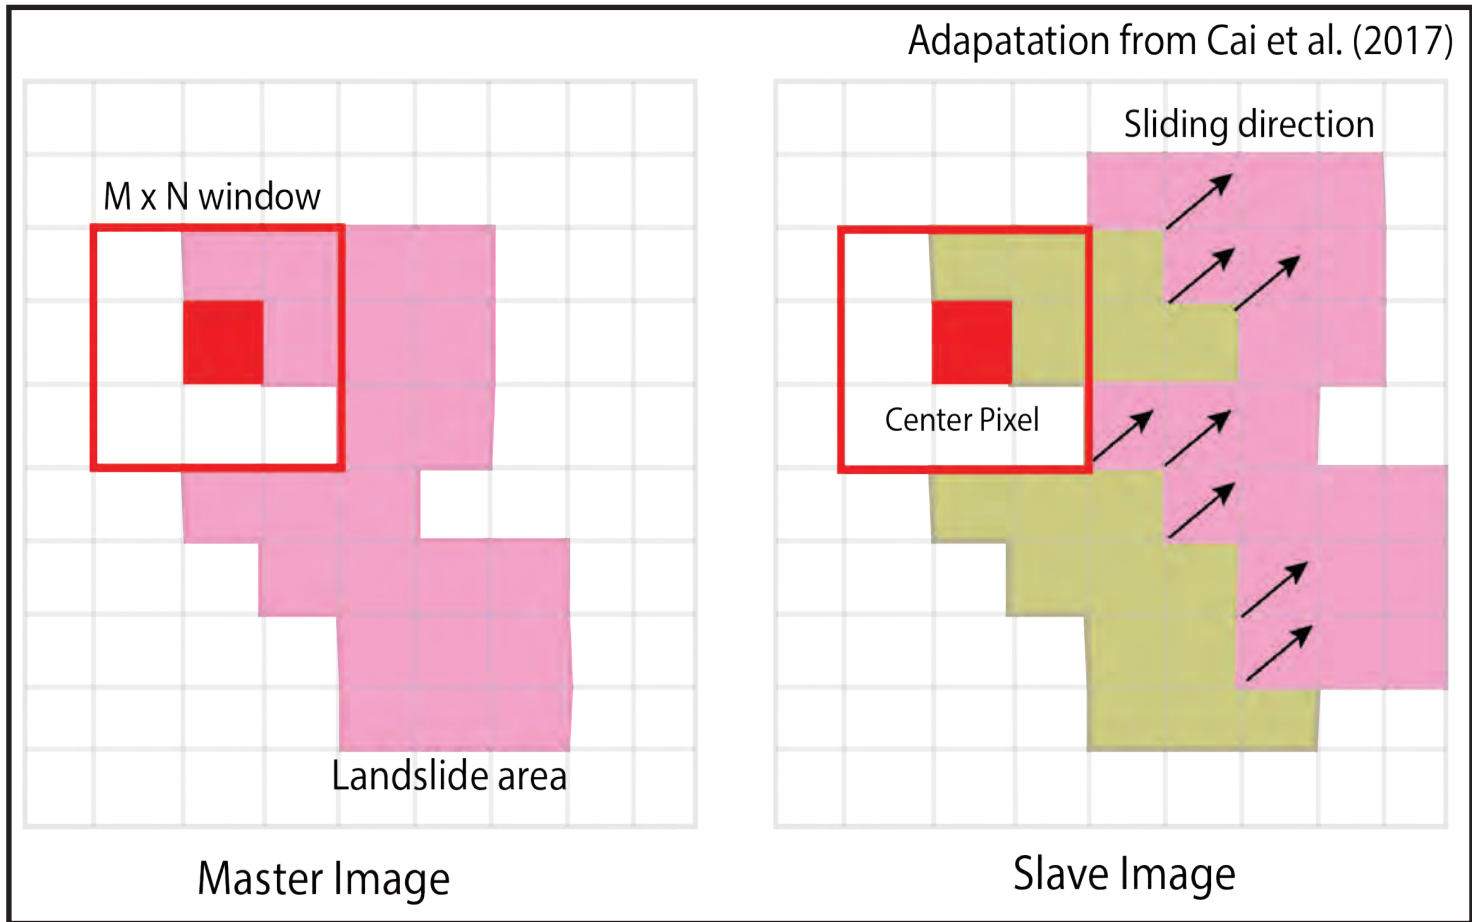 Adapatation from Cai et al. (2017)
M x N window
Landslide area
Master Image
Sliding direction
Center Pixel
Slave Image